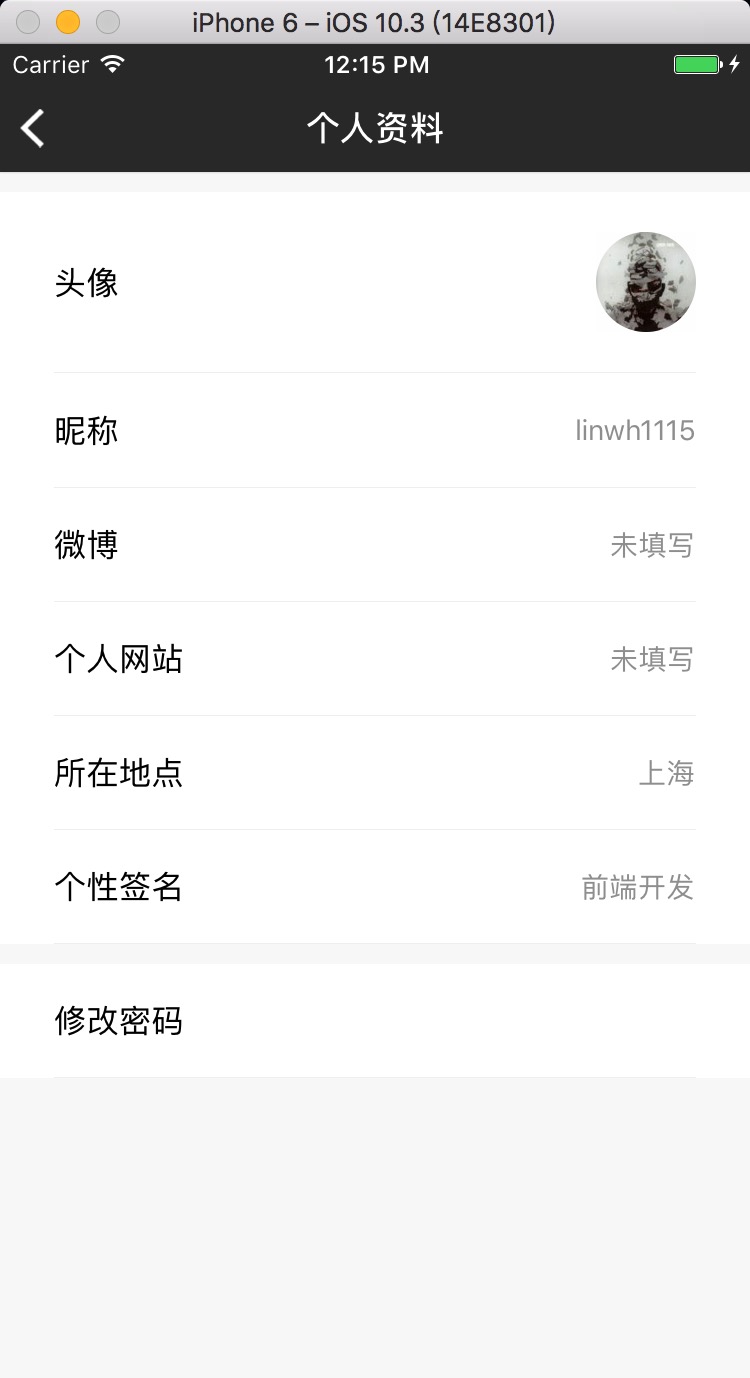 iPhone 6 – iOS 10.3 (14E8301)
Carrier 12:15 PM
个人资料
头像
昵称 linwh1115
微博 未填写
个人网站 未填写
所在地点 上海
个性签名 前端开发
修改密码